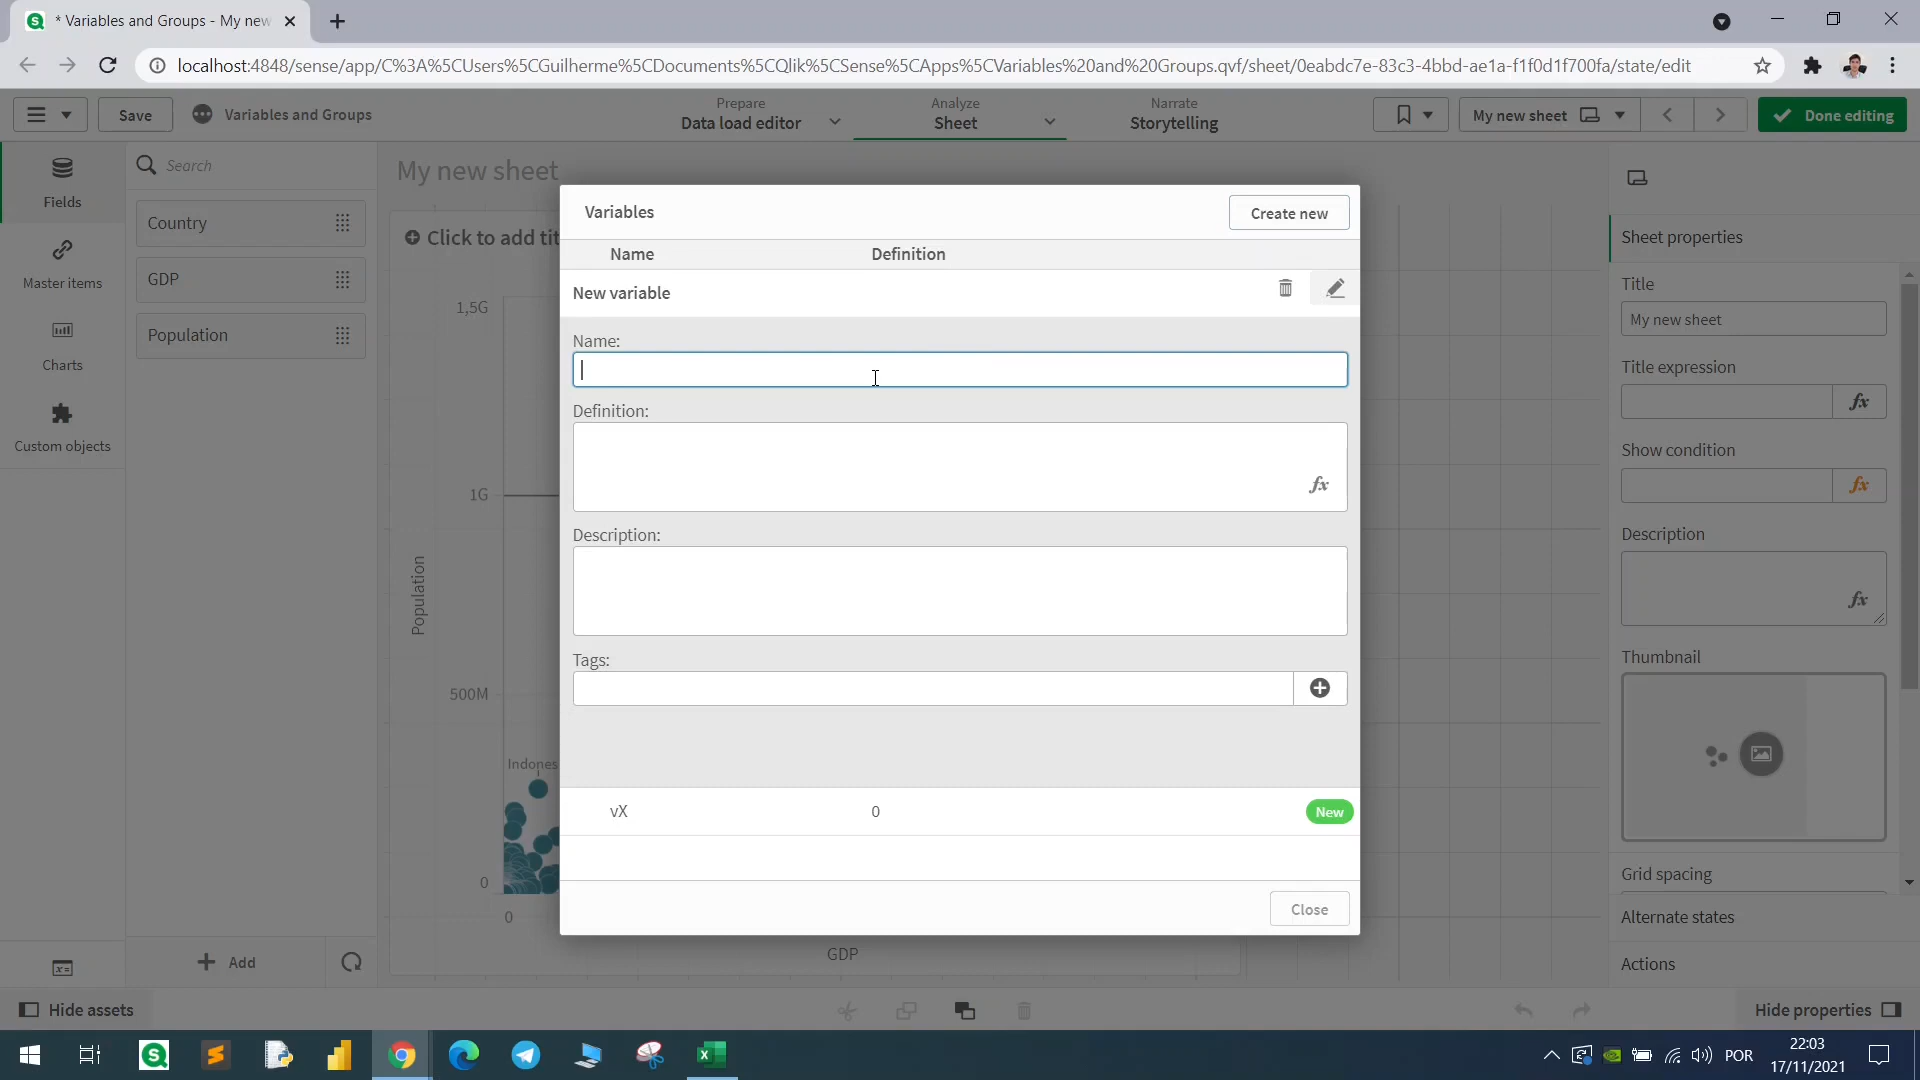 * Variables and Groups - My new
localhost:4848/sense/app/C%3A%5CUsers%5CGuilherme%5CDocuments%5CQlik%5CSense%5CApps%5CVariables%20and%20Groups.qvf/sheet/0eabdc7e-83c3-4bbd-ae1a-f1f0d1f700fa/state/edit
Save
Variables and Groups
Prepare
Data load editor
Analyze
Sheet
Narrate
Storytelling
My new sheet
Done editing
Fields
Master items
Charts
Custom objects
Search
Country
GDP
Population
Add
My new sheet
Click to add tit
1,5G
1G
500M
0
0
Population
Indones
GDP
Variables
Create new
Name
Definition
New variable
Name:
Definition:
fx
Description:
Tags:
vX
0
New
Close
Sheet properties
Title
My new sheet
Title expression
fx
Show condition
fx
Description
fx
Thumbnail
Grid spacing
Alternate states
Actions
Hide assets
Hide properties
POR
22:03
17/11/2021